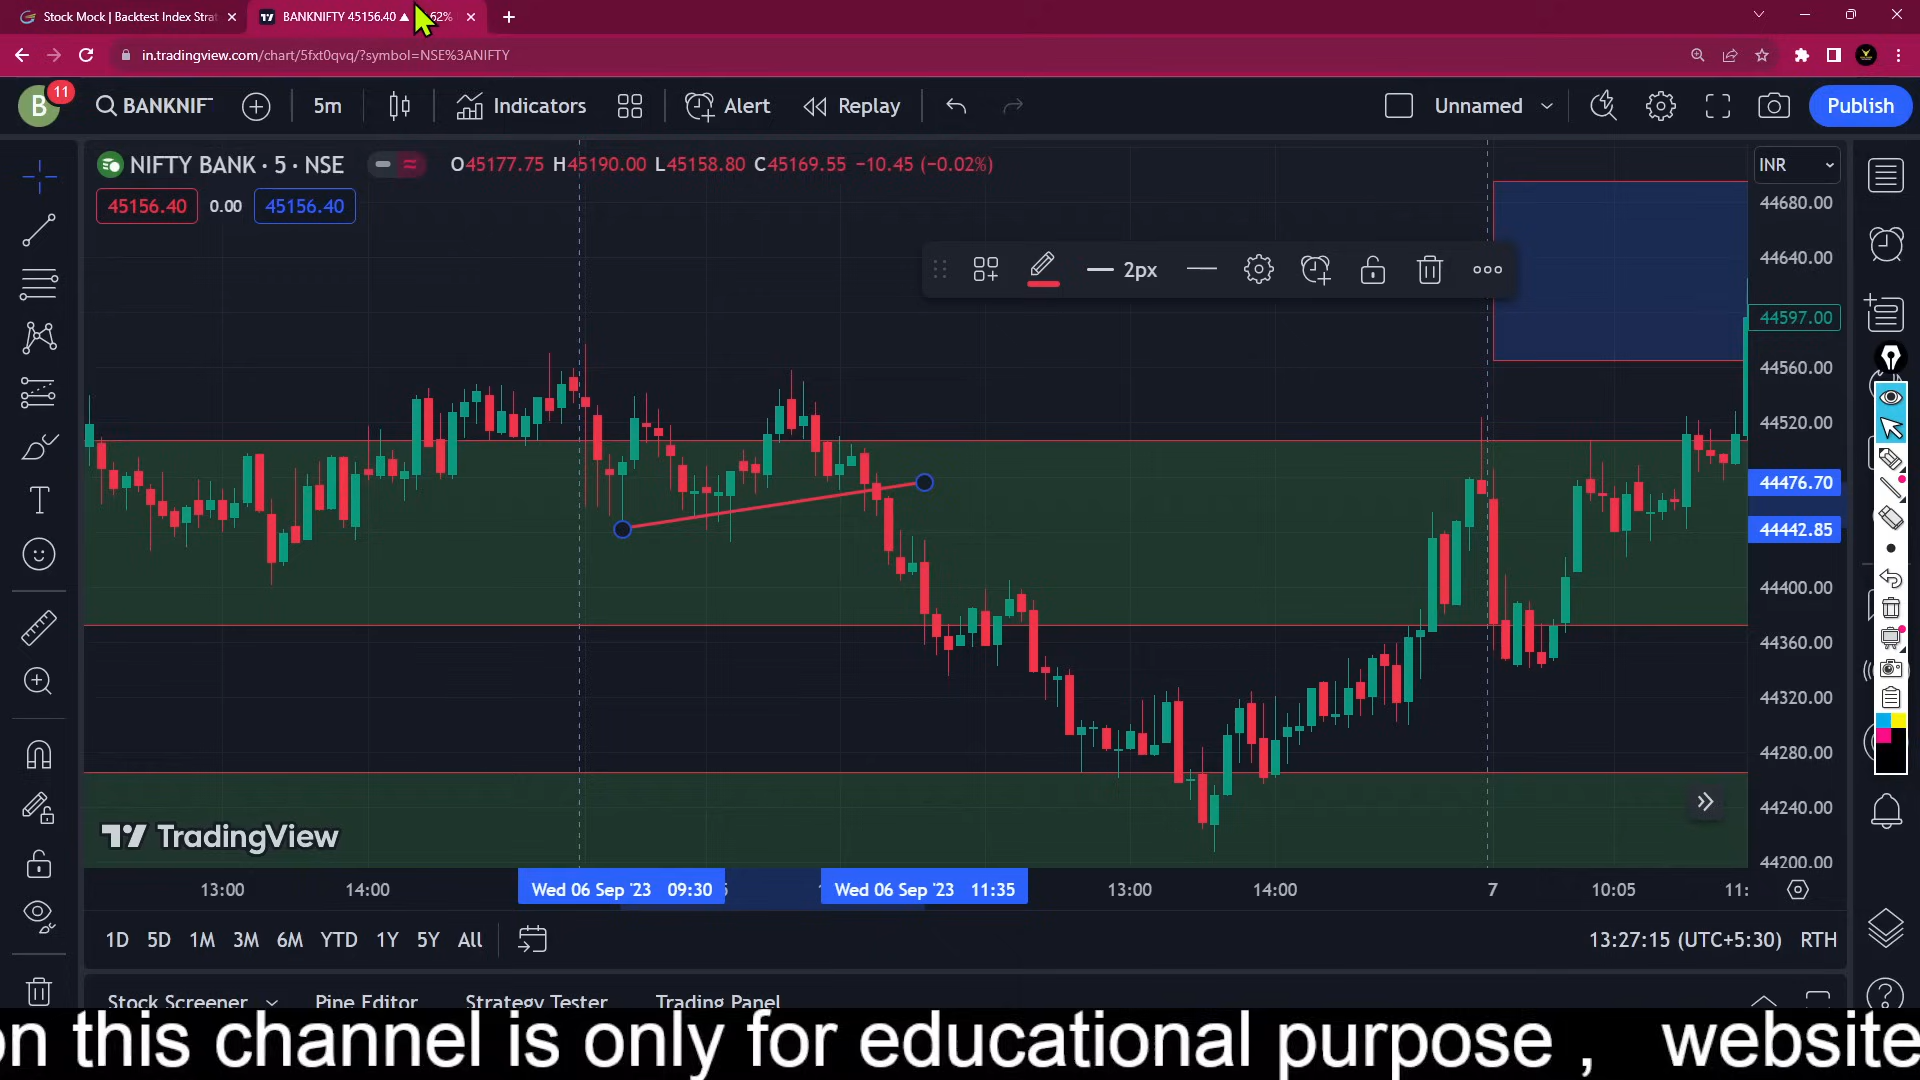 Stock Mock | Backtest Index Strat
BANKNIFTY 45156.40 ▲ 62%
in.tradingview.com/chart/5fxt0qvq/?symbol=NSE%3ANIFTY
B
11
BANKNIF
5m
Indicators
Alert
Replay
Unnamed
Publish
NIFTY BANK · 5 · NSE
O45177.75 H45190.00 L45158.80 C45169.55 −10.45 (−0.02%)
INR
45156.40
0.00
45156.40
2px
44680.00
44640.00
44597.00
44560.00
44520.00
44476.70
44442.85
44400.00
44360.00
44320.00
44280.00
44240.00
44200.00
TradingView
13:00
14:00
Wed 06 Sep '23 09:30
Wed 06 Sep '23 11:35
13:00
14:00
7
10:05
11:
1D 5D 1M 3M 6M YTD 1Y 5Y All
13:27:15 (UTC+5:30) RTH
Stock Screener
Pine Editor
Strategy Tester
Trading Panel
on this channel is only for educational purpose , website